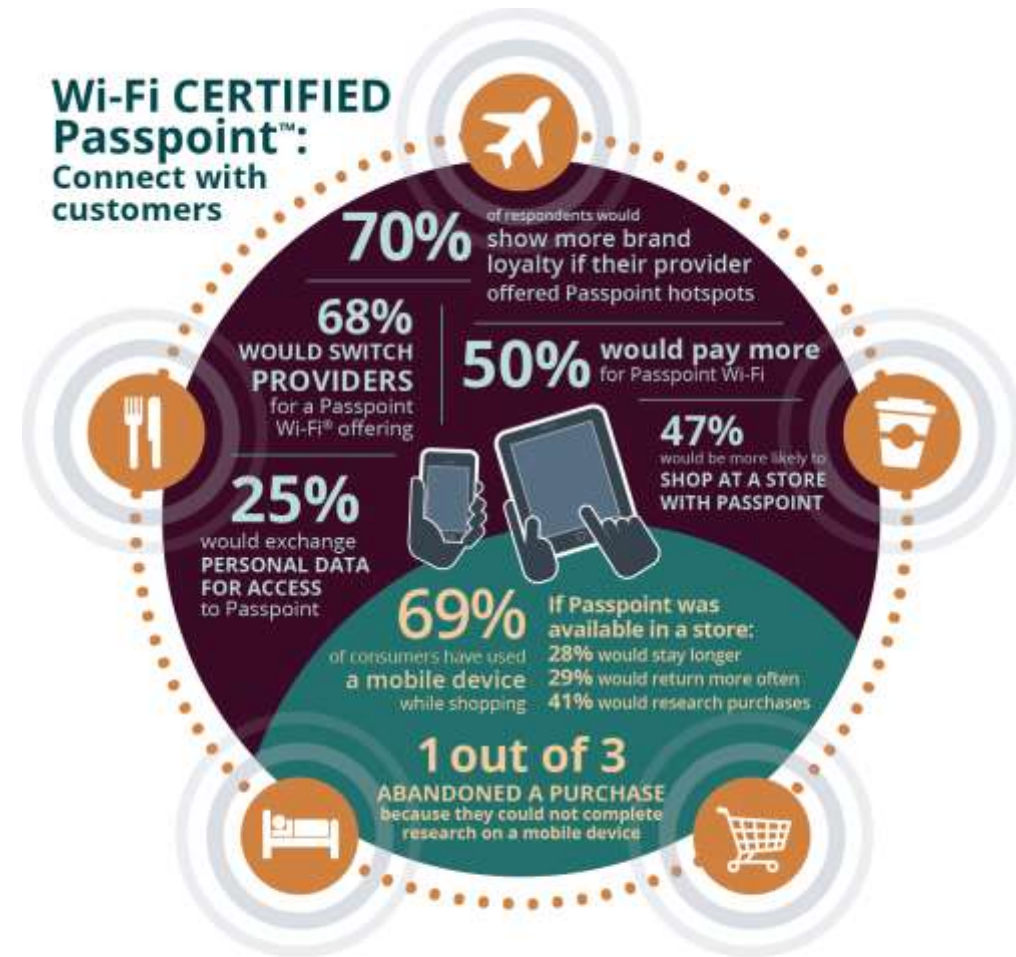 Wi-Fi CERTIFIED
Passpoint™:
Connect with
customers
70%
of respondents would
show more brand
loyalty if their provider
offered Passpoint hotspots
68%
WOULD SWITCH
PROVIDERS
for a Passpoint
Wi-Fi® offering
50%
would pay more
for Passpoint Wi-Fi
47%
would be more likely to
SHOP AT A STORE
WITH PASSPOINT
25%
would exchange
PERSONAL DATA
FOR ACCESS
to Passpoint
69%
of consumers have used
a mobile device
while shopping
If Passpoint was
available in a store:
28% would stay longer
29% would return more often
41% would research purchases
1 out of 3
ABANDONED A PURCHASE
because they could not complete
research on a mobile device